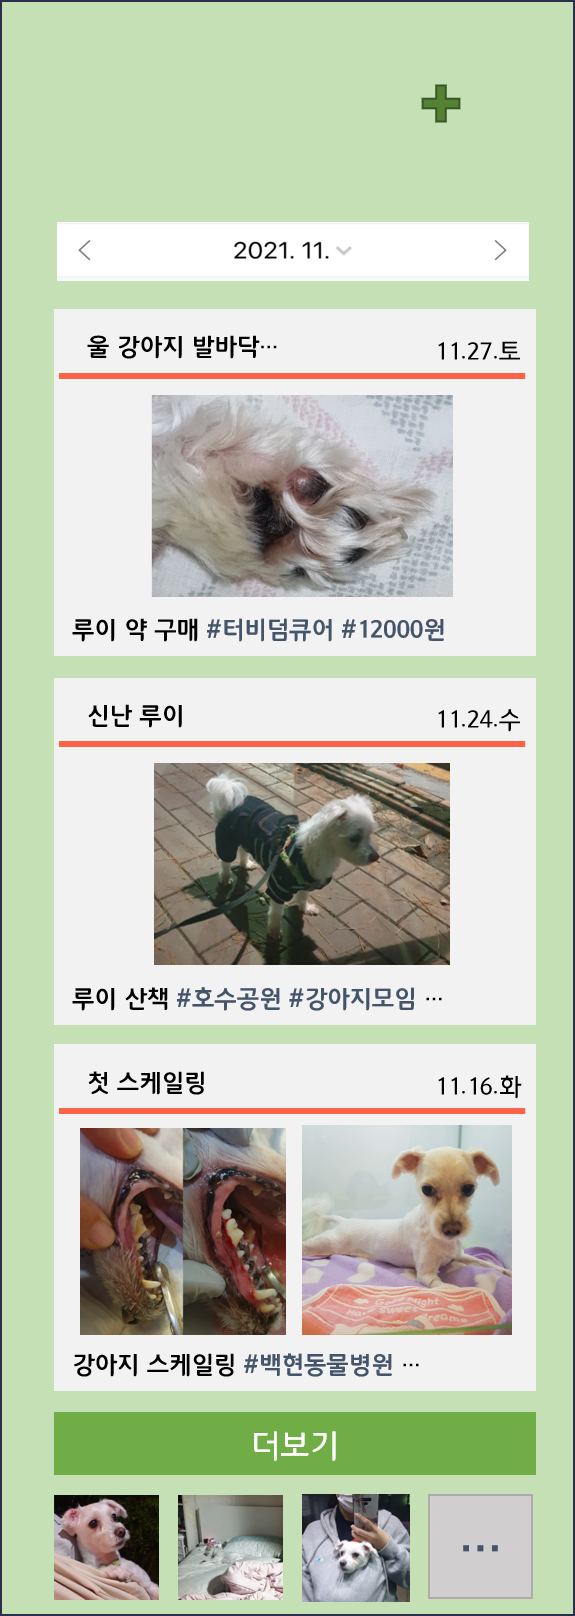 2021. 11.
울 강아지 발바닥…
11.27.토
루이 약 구매 #터비덤큐어 #12000원
신난 루이
11.24.수
루이 산책 #호수공원 #강아지모임 …
첫 스케일링
11.16.화
Good Night
강아지 스케일링 #백현동물병원 …
더보기
…